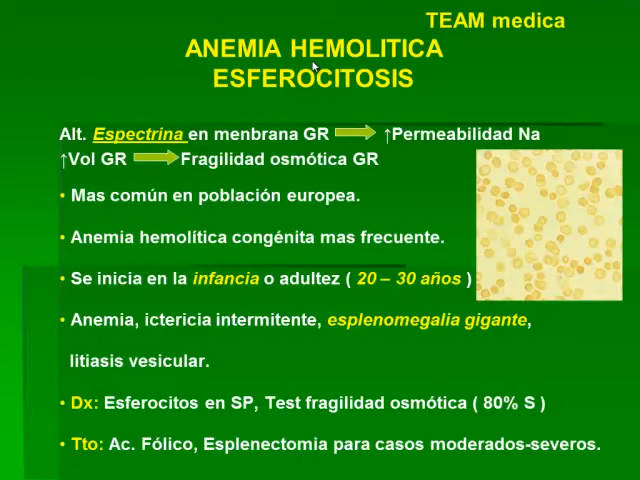 TEAM medica
ANEMIA HEMOLITICA
ESFEROCITOSIS
Alt. Espectrina en menbrana GR ⟹ ↑Permeabilidad Na
↑Vol GR ⟹ Fragilidad osmótica GR
• Mas común en población europea.
• Anemia hemolítica congénita mas frecuente.
• Se inicia en la infancia o adultez ( 20 – 30 años )
• Anemia, ictericia intermitente, esplenomegalia gigante,
litiasis vesicular.
• Dx: Esferocitos en SP, Test fragilidad osmótica ( 80% S )
• Tto: Ac. Fólico, Esplenectomia para casos moderados-severos.